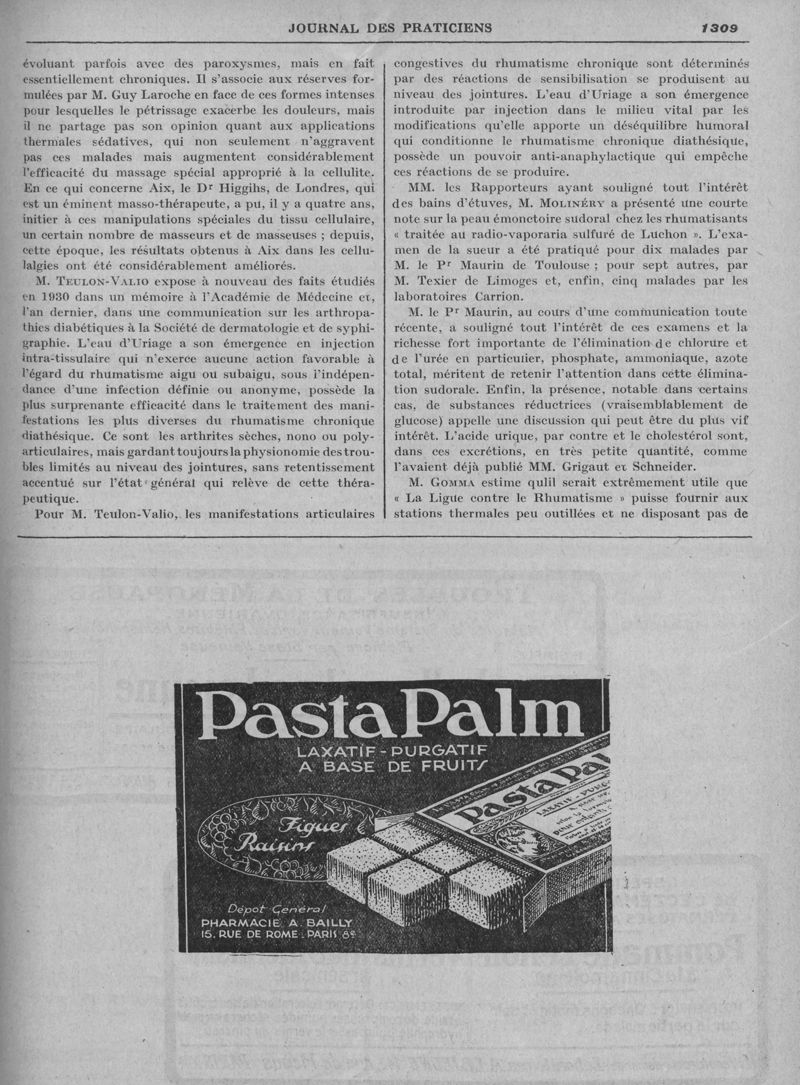 JOURNAL DES PRATICIENS
1309
évoluant parfois avec des paroxysmes, mais en fait
essentiellement chroniques. Il s'associe aux réserves for-
mulées par M. Guy Laroche en face de ces formes intenses
pour lesquelles le pétrissage exacerbe les douleurs, mais
il ne partage pas son opinion quant aux applications
thermales sédatives, qui non seulement n'aggravent
pas ces malades mais augmentent considérablement
l'efficacité du massage spécial approprié à la cellulite.
En ce qui concerne Aix, le Dr Higgihs, de Londres, qui
est un éminent masso-thérapeute, a pu, il y a quatre ans,
initier à ces manipulations spéciales du tissu cellulaire,
un certain nombre de masseurs et de masseuses ; depuis,
cette époque, les résultats obtenus à Aix dans les cellu-
lalgies ont été considérablement améliorés.
M. TEULON-VALIO expose à nouveau des faits étudiés
en 1930 dans un mémoire à l'Académie de Médecine et,
l'an dernier, dans une communication sur les arthropa-
thies diabétiques à la Société de dermatologie et de syphi-
graphie. L'eau d'Uriage a son émergence en injection
intra-tissulaire qui n'exerce aucune action favorable à
l'égard du rhumatisme aigu ou subaigu, sous i'indépen-
dance d'une infection définie ou anonyme, possède la
plus surprenante efficacité dans le traitement des mani-
festations les plus diverses du rhumatisme chronique
diathésique. Ce sont les arthrites sèches, nono ou poly-
articulaires, mais gardant toujours la physionomie des trou-
bles limités au niveau des jointures, sans retentissement
accentué sur l'état général qui relève de cette théra-
peutique.
Pour M. Teulon-Valio, les manifestations articulaires
congestives du rhumatisme chronique sont déterminés
par des réactions de sensibilisation se produisent au
niveau des jointures. L'eau d'Uriage a son émergence
introduite par injection dans le milieu vital par les
modifications qu'elle apporte un déséquilibre humoral
qui conditionne le rhumatisme chronique diathésique,
possède un pouvoir anti-anaphylactique qui empêche
ces réactions de se produire.
MM. les Rapporteurs ayant souligné tout l'intérêt
des bains d'étuves, M. MOLINÉRY a présenté une courte
note sur la peau émonctoire sudoral chez les rhumatisants
« traitée au radio-vaporaria sulfuré de Luchon ». L'exa-
men de la sueur a été pratiqué pour dix malades par
M. le Pr Maurin de Toulouse ; pour sept autres, par
M. Texier de Limoges et, enfin, cinq malades par les
laboratoires Carrion.
M. le Pr Maurin, au cours d'une communication toute
récente, a souligné tout l'intérêt de ces examens et la
richesse fort importante de l'élimination de chlorure et
de l'urée en particulier, phosphate, ammoniaque, azote
total, méritent de retenir l'attention dans cette élimina-
tion sudorale. Enfin, la présence, notable dans certains
cas, de substances réductrices (vraisemblablement de
glucose) appelle une discussion qui peut être du plus vif
intérêt. L'acide urique, par contre et le cholestérol sont,
dans ces excrétions, en très petite quantité, comme
l'avaient déjà publié MM. Grigaut et Schneider.
M. GOMMA estime qulil serait extrêmement utile que
« La Ligue contre le Rhumatisme » puisse fournir aux
stations thermales peu outillées et ne disposant pas de
PastaPalm
LAXATIF - PURGATIF
A BASE DE FRUITS
Figues
Raisins
PastaPal
LAXATIF - PURG
Dépot Général
PHARMACIE A. BAILLY
15, RUE DE ROME. PARIS 8e